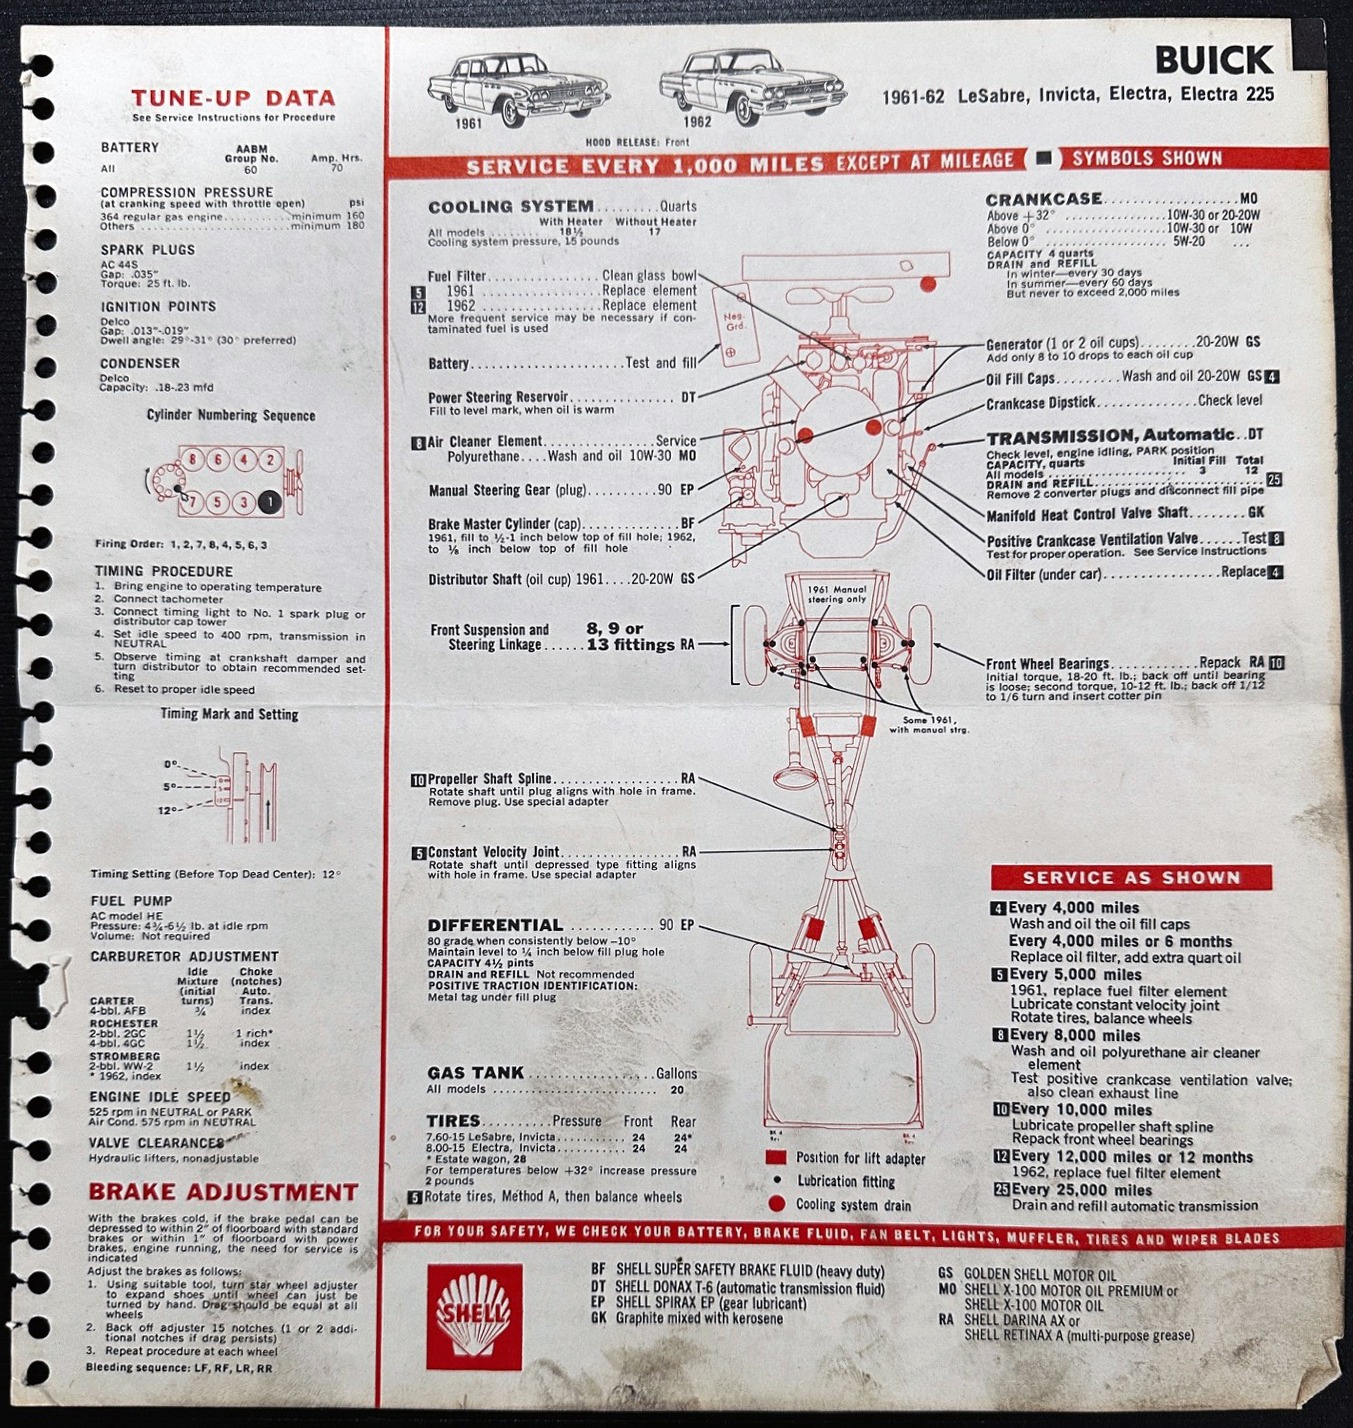 TUNE-UP DATA
See Service Instructions for Procedure
BATTERY AABM Group No. Amp. Hrs.
All 60 70
COMPRESSION PRESSURE
(at cranking speed with throttle open) psi
364 regular gas engine..........minimum 160
Others ..........................minimum 180
SPARK PLUGS
AC 44S
Gap: .035"
Torque: 25 ft. lb.
IGNITION POINTS
Delco
Gap: .013"-.019"
Dwell angle: 29°-31° (30° preferred)
CONDENSER
Delco
Capacity: .18-.23 mfd
Cylinder Numbering Sequence
8 6 4 2
7 5 3 1
Firing Order: 1, 2, 7, 8, 4, 5, 6, 3
TIMING PROCEDURE
1. Bring engine to operating temperature
2. Connect tachometer
3. Connect timing light to No. 1 spark plug or
distributor cap tower
4. Set idle speed to 400 rpm, transmission in
NEUTRAL
5. Observe timing at crankshaft damper and
turn distributor to obtain recommended set-
ting
6. Reset to proper idle speed
Timing Mark and Setting
0°
5°
12°
Timing Setting (Before Top Dead Center): 12°
FUEL PUMP
AC model HE
Pressure: 4¾-6½ lb. at idle rpm
Volume: Not required
CARBURETOR ADJUSTMENT
Idle Choke
Mixture (notches)
(initial Auto.
CARTER turns) Trans.
4-bbl. AFB ¾ index
ROCHESTER
2-bbl. 2GC 1½ 1 rich*
4-bbl. 4GC 1½ index
STROMBERG
2-bbl. WW-2 1½ index
* 1962, index
ENGINE IDLE SPEED
525 rpm in NEUTRAL or PARK
Air Cond. 575 rpm in NEUTRAL
VALVE CLEARANCES
Hydraulic lifters, nonadjustable
BRAKE ADJUSTMENT
With the brakes cold, if the brake pedal can be
depressed to within 2" of floorboard with standard
brakes or within 1" of floorboard with power
brakes, engine running, the need for service is
indicated
Adjust the brakes as follows:
1. Using suitable tool, turn star wheel adjuster
to expand shoes until wheel can just be
turned by hand. Drag should be equal at all
wheels
2. Back off adjuster 15 notches (1 or 2 addi-
tional notches if drag persists)
3. Repeat procedure at each wheel
Bleeding sequence: LF, RF, LR, RR
1961
1962
HOOD RELEASE: Front
BUICK
1961-62 LeSabre, Invicta, Electra, Electra 225
SERVICE EVERY 1,000 MILES EXCEPT AT MILEAGE (■) SYMBOLS SHOWN
COOLING SYSTEM.........Quarts
With Heater Without Heater
All models ........ 18½ 17
Cooling system pressure, 15 pounds
Fuel Filter................Clean glass bowl
5 1961 .................Replace element
12 1962 .................Replace element
More frequent service may be necessary if con-
taminated fuel is used
Battery.......................Test and fill
Power Steering Reservoir................ DT
Fill to level mark, when oil is warm
8 Air Cleaner Element................Service
Polyurethane....Wash and oil 10W-30 MO
Manual Steering Gear (plug)..........90 EP
Brake Master Cylinder (cap)..............BF
1961, fill to ½-1 inch below top of fill hole; 1962,
to ⅛ inch below top of fill hole
Distributor Shaft (oil cup) 1961....20-20W GS
Front Suspension and 8, 9 or
Steering Linkage......13 fittings RA
10 Propeller Shaft Spline.................. RA
Rotate shaft until plug aligns with hole in frame.
Remove plug. Use special adapter
5 Constant Velocity Joint................. RA
Rotate shaft until depressed type fitting aligns
with hole in frame. Use special adapter
DIFFERENTIAL ............ 90 EP
80 grade when consistently below -10°
Maintain level to ¼ inch below fill plug hole
CAPACITY 4½ pints
DRAIN and REFILL Not recommended
POSITIVE TRACTION IDENTIFICATION:
Metal tag under fill plug
GAS TANK..................Gallons
All models ........................... 20
TIRES..........Pressure Front Rear
7.60-15 LeSabre, Invicta........... 24 24*
8.00-15 Electra, Invicta........... 24 24
* Estate wagon, 28
For temperatures below +32° increase pressure
2 pounds
5 Rotate tires, Method A, then balance wheels
Neg.
Grd.
1961 Manual
steering only
Some 1961,
with manual strg.
Position for lift adapter
Lubrication fitting
Cooling system drain
CRANKCASE...................MO
Above +32° ..............10W-30 or 20-20W
Above 0° ................10W-30 or 10W
Below 0° ................ 5W-20 ...
CAPACITY 4 quarts
DRAIN and REFILL
In winter—every 30 days
In summer—every 60 days
But never to exceed 2,000 miles
Generator (1 or 2 oil cups)........20-20W GS
Add only 8 to 10 drops to each oil cup
Oil Fill Caps.........Wash and oil 20-20W GS 4
Crankcase Dipstick..............Check level
TRANSMISSION, Automatic..DT
Check level, engine idling, PARK position
CAPACITY, quarts Initial Fill Total
All models ................ 3 12
DRAIN and REFILL......................25
Remove 2 converter plugs and disconnect fill pipe
Manifold Heat Control Valve Shaft........GK
Positive Crankcase Ventilation Valve......Test 8
Test for proper operation. See Service Instructions
Oil Filter (under car)................Replace 4
Front Wheel Bearings............Repack RA 10
Initial torque, 18-20 ft. lb.; back off until bearing
is loose; second torque, 10-12 ft. lb.; back off 1/12
to 1/6 turn and insert cotter pin
SERVICE AS SHOWN
4 Every 4,000 miles
Wash and oil the oil fill caps
Every 4,000 miles or 6 months
Replace oil filter, add extra quart oil
5 Every 5,000 miles
1961, replace fuel filter element
Lubricate constant velocity joint
Rotate tires, balance wheels
8 Every 8,000 miles
Wash and oil polyurethane air cleaner
element
Test positive crankcase ventilation valve;
also clean exhaust line
10 Every 10,000 miles
Lubricate propeller shaft spline
Repack front wheel bearings
12 Every 12,000 miles or 12 months
1962, replace fuel filter element
25 Every 25,000 miles
Drain and refill automatic transmission
FOR YOUR SAFETY, WE CHECK YOUR BATTERY, BRAKE FLUID, FAN BELT, LIGHTS, MUFFLER, TIRES AND WIPER BLADES
SHELL
BF SHELL SUPER SAFETY BRAKE FLUID (heavy duty)
DT SHELL DONAX T-6 (automatic transmission fluid)
EP SHELL SPIRAX EP (gear lubricant)
GK Graphite mixed with kerosene
GS GOLDEN SHELL MOTOR OIL
MO SHELL X-100 MOTOR OIL PREMIUM or
SHELL X-100 MOTOR OIL
RA SHELL DARINA AX or
SHELL RETINAX A (multi-purpose grease)